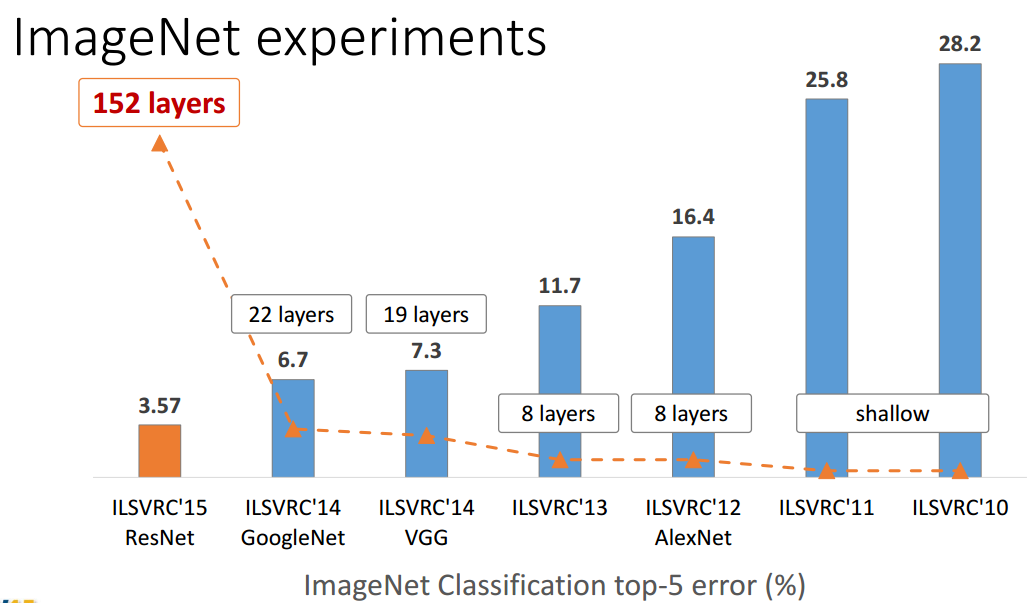 ImageNet experiments
28.2
25.8
152 layers
16.4
11.7
22 layers
19 layers
6.7
7.3
3.57
8 layers
8 layers
shallow
ILSVRC'15
ResNet
ILSVRC'14
GoogleNet
ILSVRC'14
VGG
ILSVRC'13
ILSVRC'12
AlexNet
ILSVRC'11
ILSVRC'10
ImageNet Classification top-5 error (%)